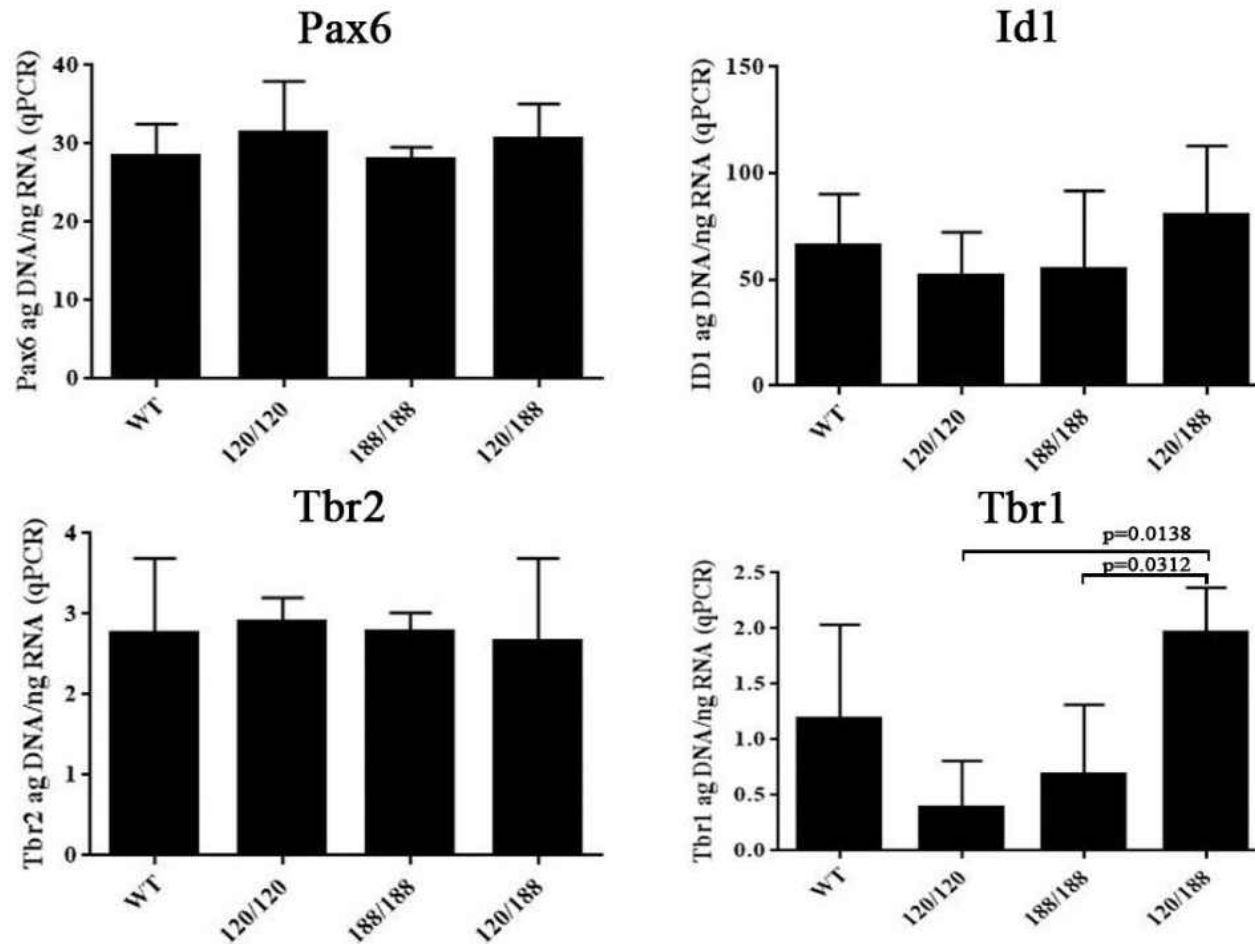 Pax6
Pax6 ag DNA/ng RNA (qPCR)
40
30
20
10
0
WT
120/120
188/188
120/188
Id1
ID1 ag DNA/ng RNA (qPCR)
150
100
50
0
WT
120/120
188/188
120/188
Tbr2
Tbr2 ag DNA/ng RNA (qPCR)
4
3
2
1
0
WT
120/120
188/188
120/188
Tbr1
p=0.0138
p=0.0312
Tbr1 ag DNA/ng RNA (qPCR)
2.5
2.0
1.5
1.0
0.5
0.0
WT
120/120
188/188
120/188